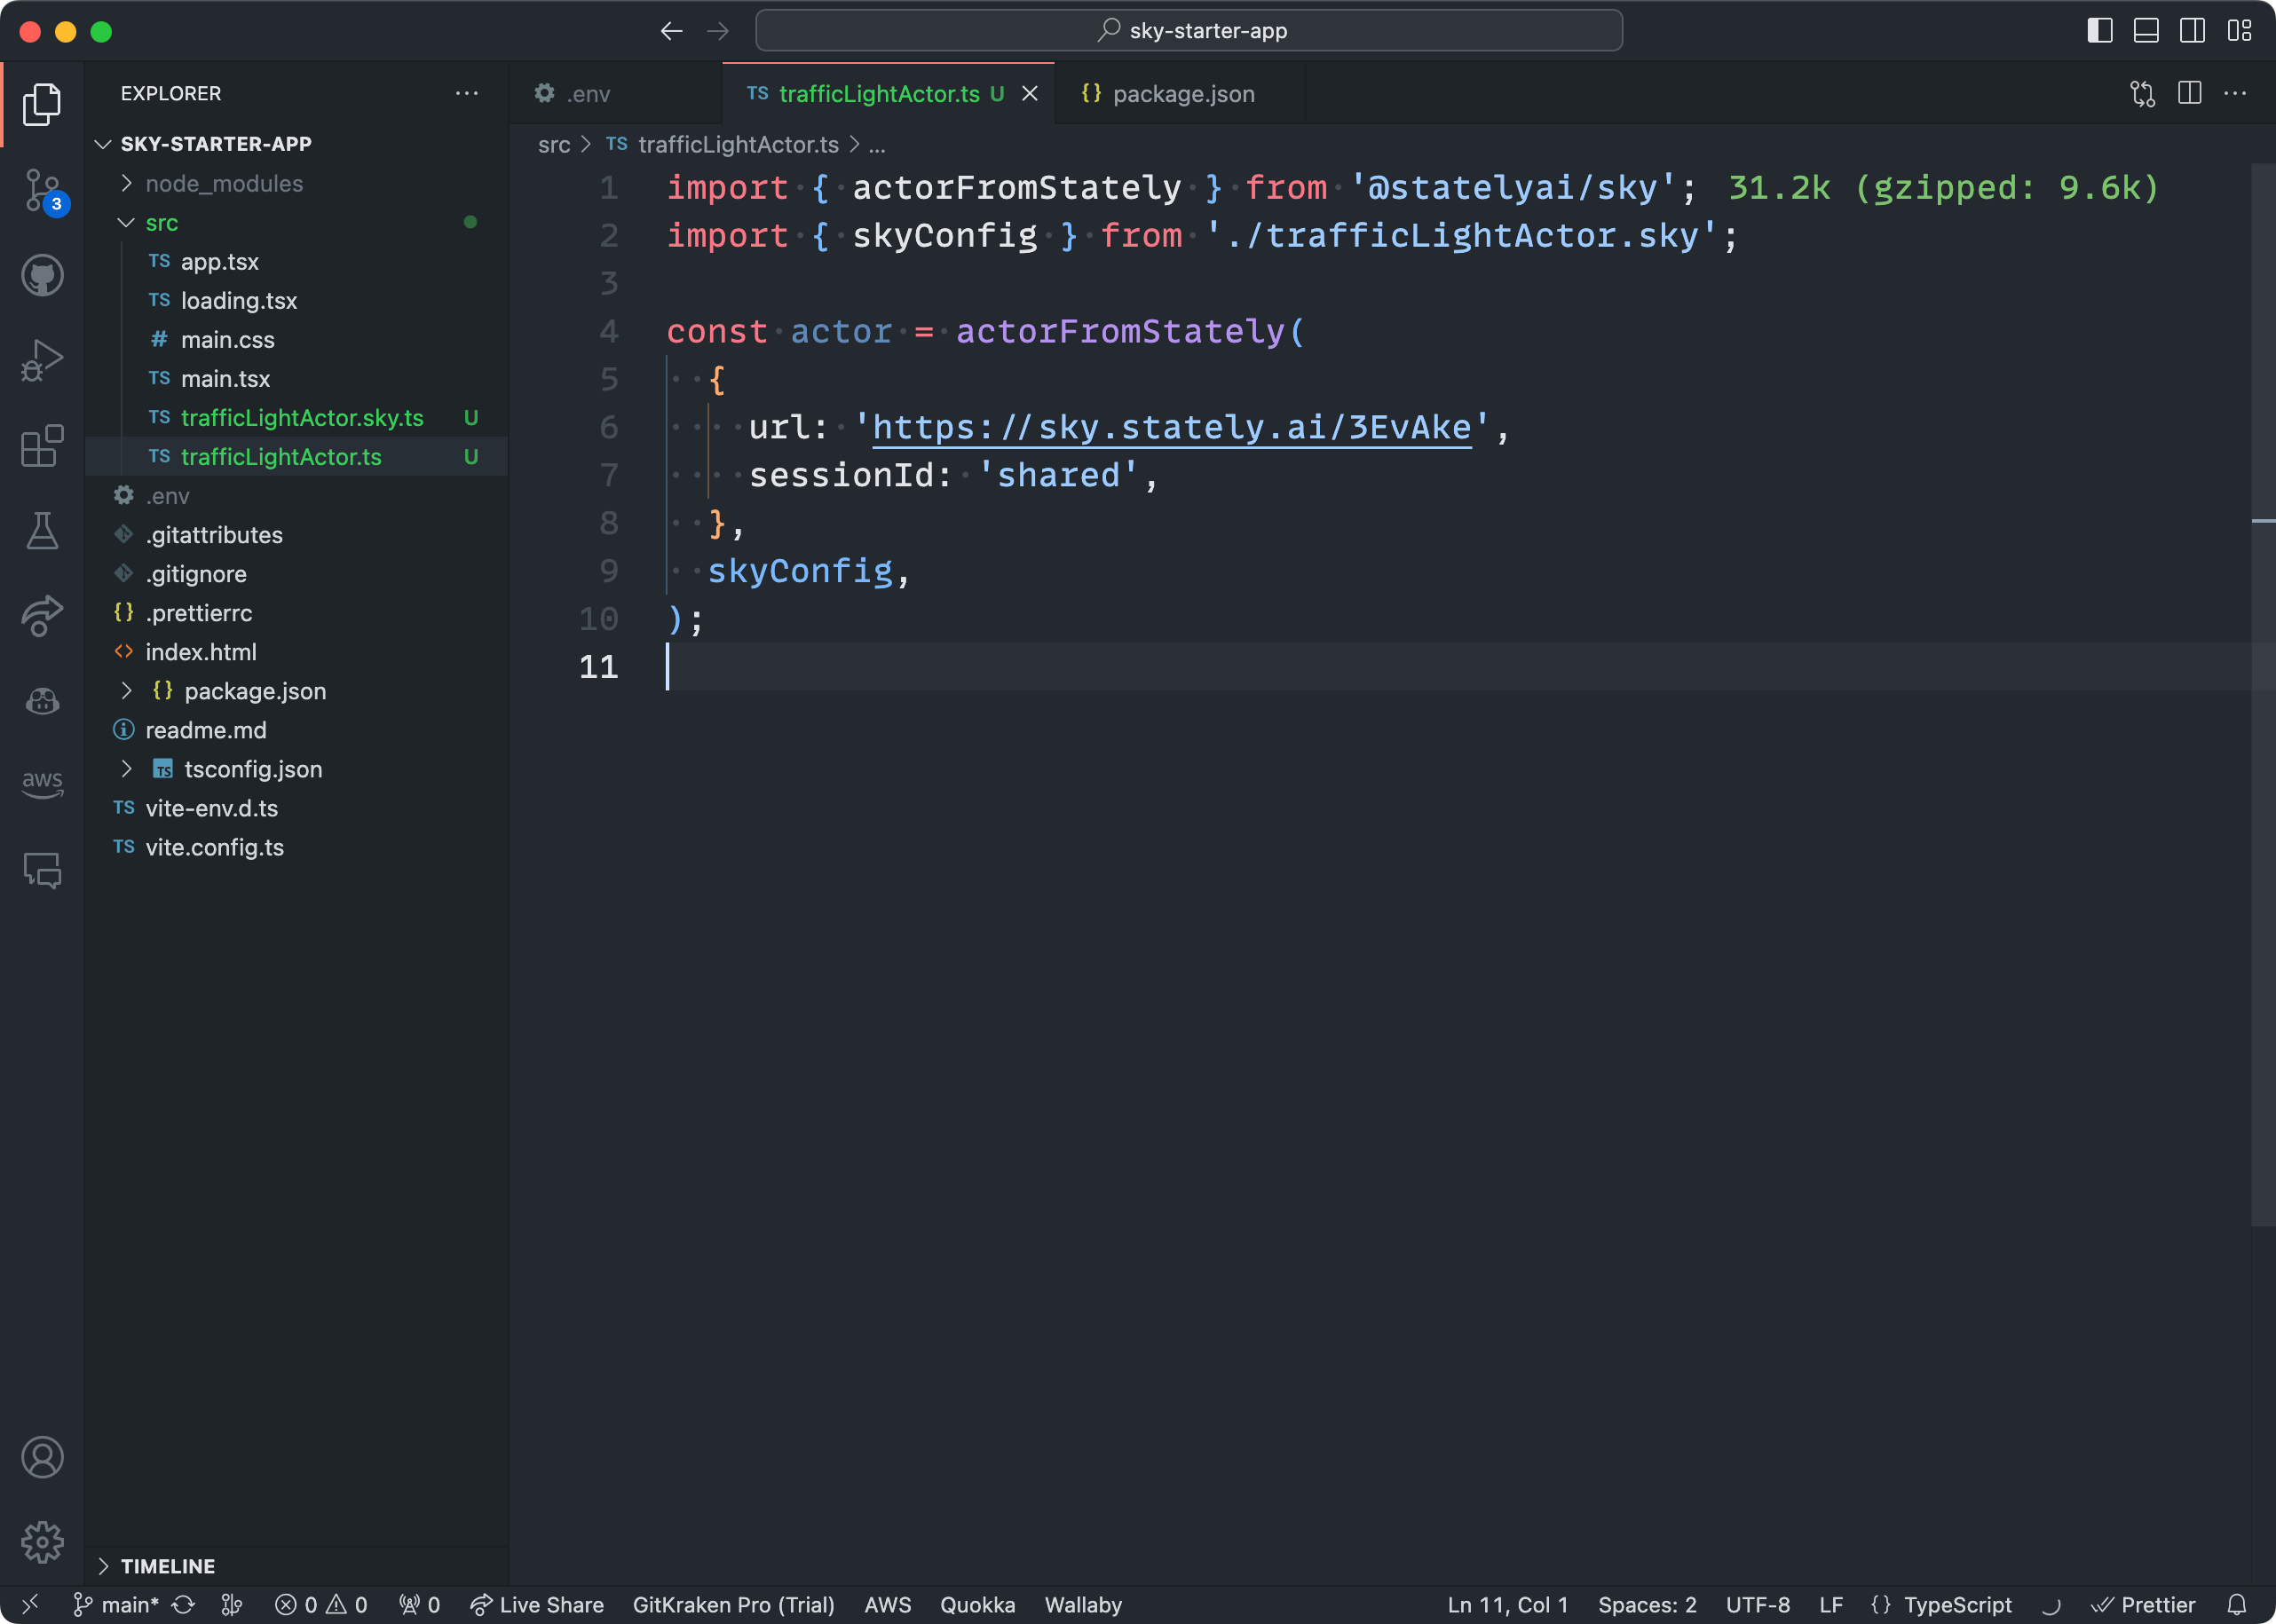 sky-starter-app
EXPLORER
SKY-STARTER-APP
node_modules
src
TS app.tsx
TS loading.tsx
# main.css
TS main.tsx
TS trafficLightActor.sky.ts U
TS trafficLightActor.ts U
.env
.gitattributes
.gitignore
{} .prettierrc
<> index.html
{} package.json
readme.md
TS tsconfig.json
TS vite-env.d.ts
TS vite.config.ts
TIMELINE
3
aws
.env
TS trafficLightActor.ts U
{} package.json
src > TS trafficLightActor.ts > ...
1 import { actorFromStately } from '@statelyai/sky'; 31.2k (gzipped: 9.6k)
2 import { skyConfig } from './trafficLightActor.sky';
3
4 const actor = actorFromStately(
5 {
6 url: 'https://sky.stately.ai/3EvAke',
7 sessionId: 'shared',
8 },
9 skyConfig,
10 );
11
main* 0 0 0 Live Share GitKraken Pro (Trial) AWS Quokka Wallaby Ln 11, Col 1 Spaces: 2 UTF-8 LF {} TypeScript Prettier